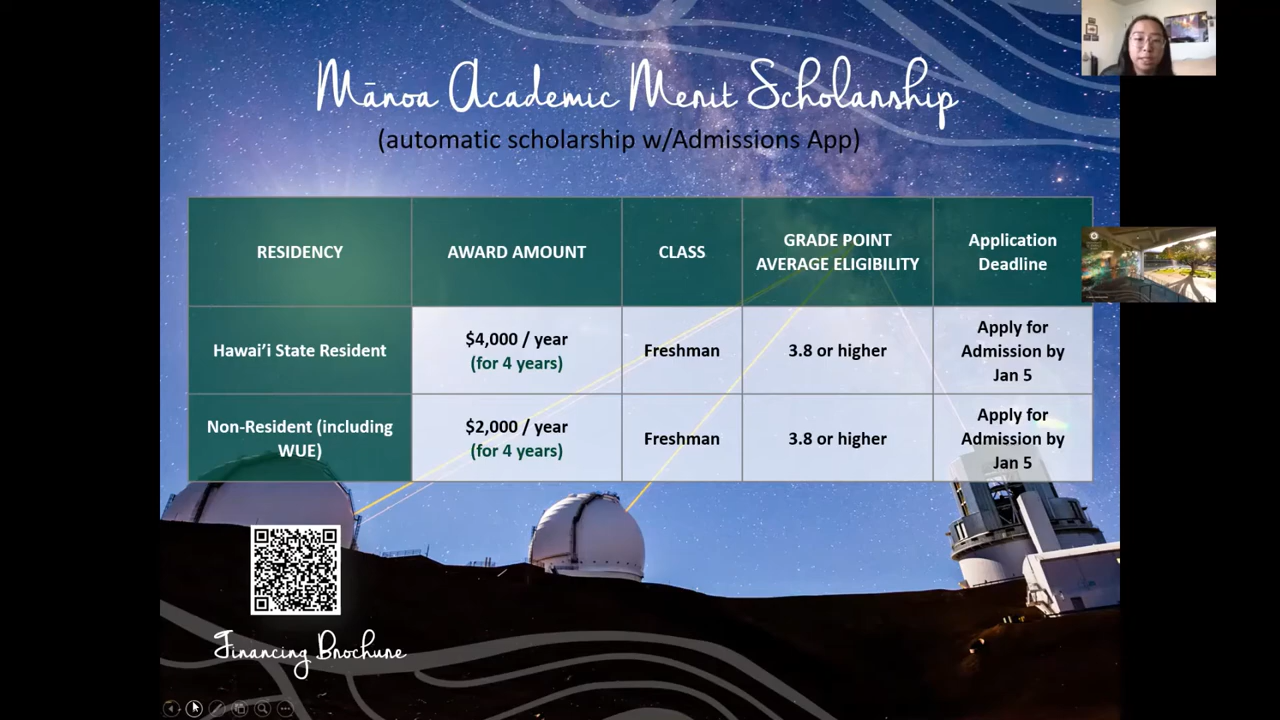 Mānoa Academic Merit Scholarship
(automatic scholarship w/Admissions App)
RESIDENCY
AWARD AMOUNT
CLASS
GRADE POINT
AVERAGE ELIGIBILITY
Application
Deadline
Hawai’i State Resident
$4,000 / year
(for 4 years)
Freshman
3.8 or higher
Apply for
Admission by
Jan 5
Non-Resident (including
WUE)
$2,000 / year
(for 4 years)
Freshman
3.8 or higher
Apply for
Admission by
Jan 5
Financing Brochure